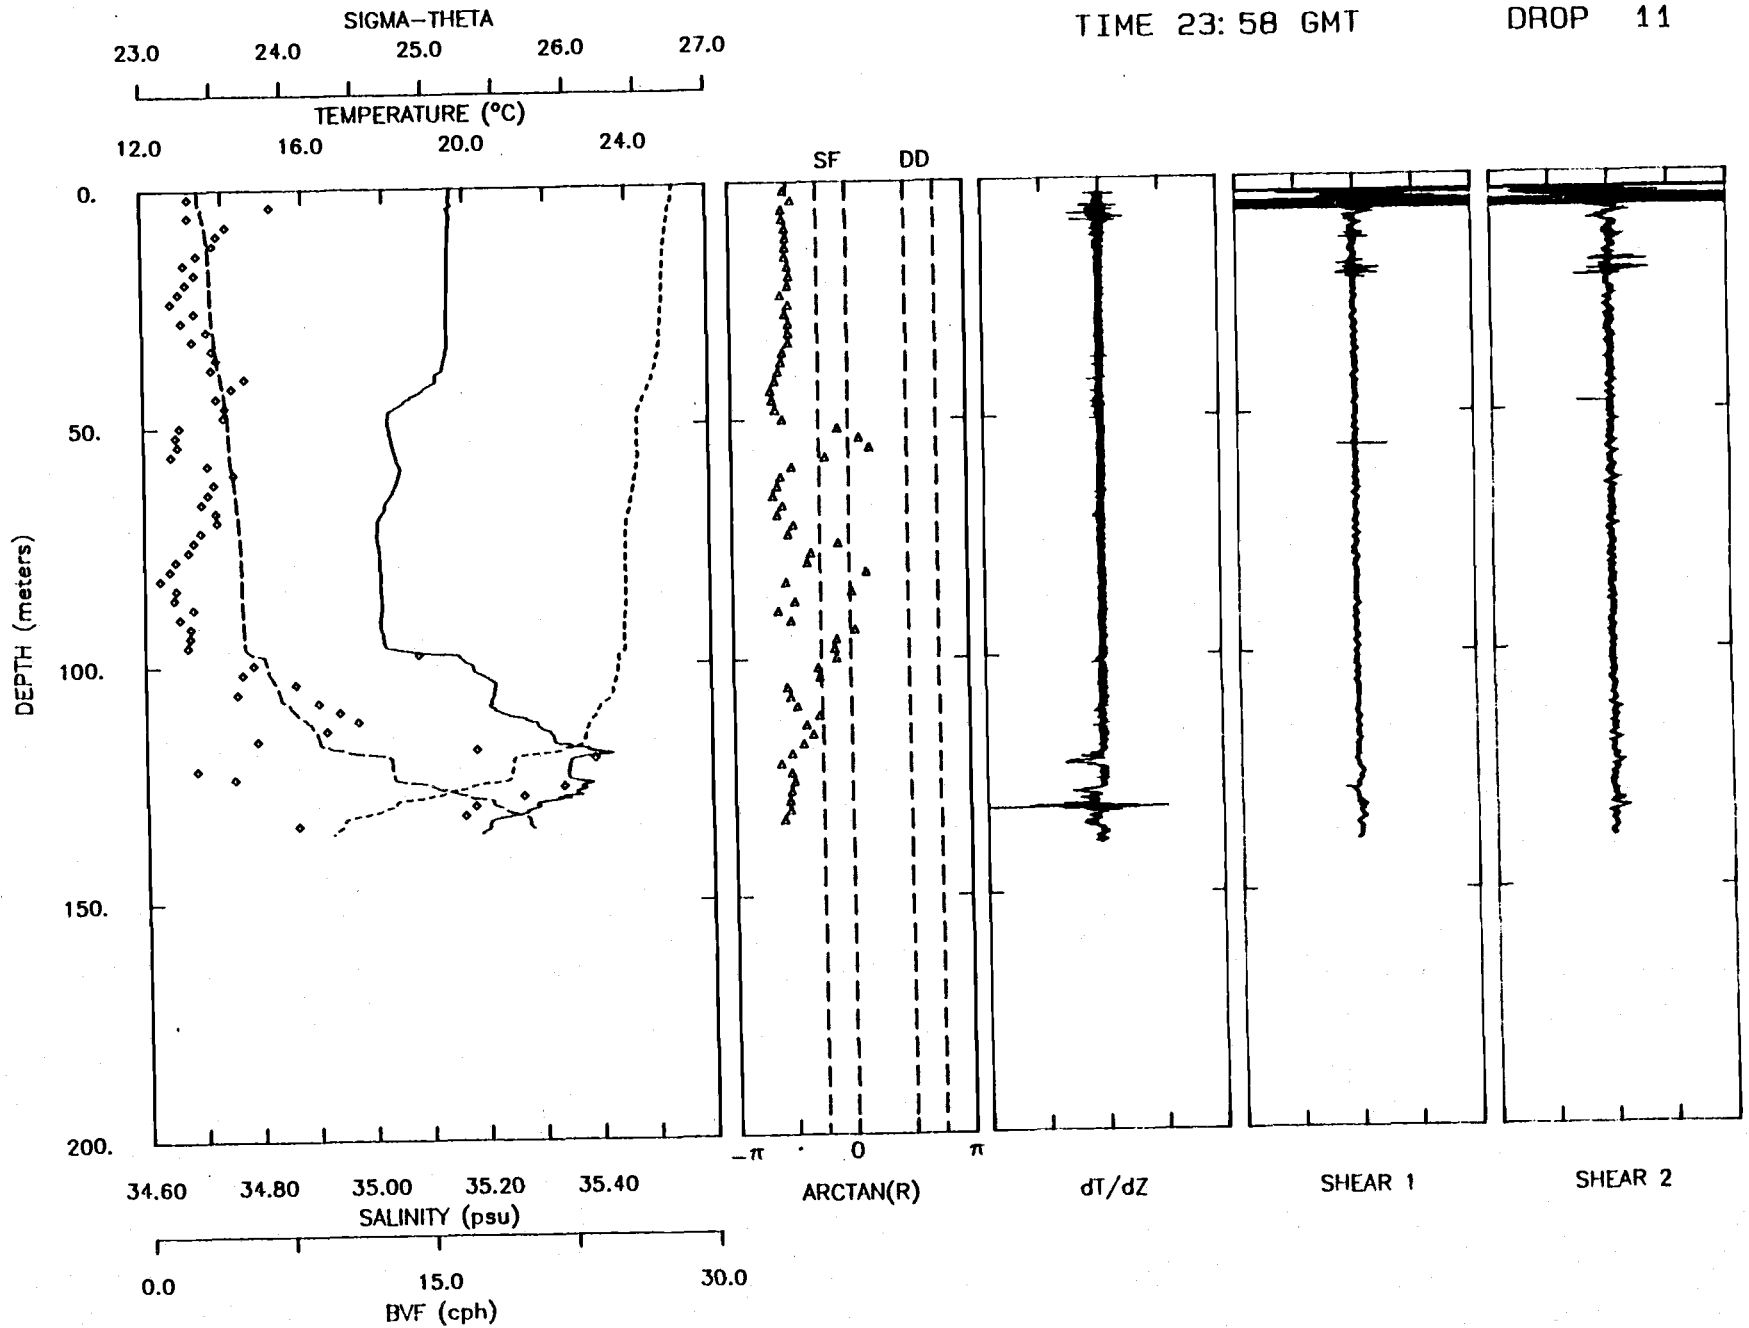 TIME 23:58 GMT DROP 11
SIGMA-THETA
23.0 24.0 25.0 26.0 27.0
TEMPERATURE (°C)
12.0 16.0 20.0 24.0
SF DD
0.
50.
100.
150.
200.
DEPTH (meters)
-π 0 π
34.60 34.80 35.00 35.20 35.40
SALINITY (psu)
ARCTAN(R)
dT/dZ
SHEAR 1
SHEAR 2
0.0 15.0 30.0
BVF (cph)